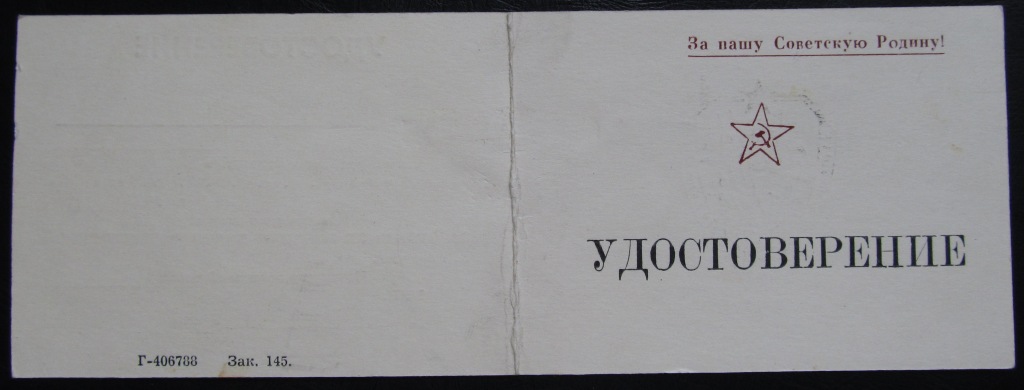 За нашу Советскую Родину!
УДОСТОВЕРЕНИЕ
Г-406788 Зак. 145.